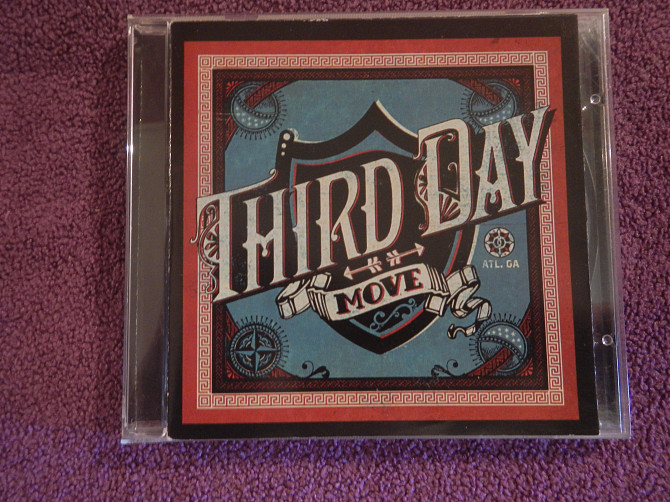 THIRD DAY
MOVE
ATL. GA